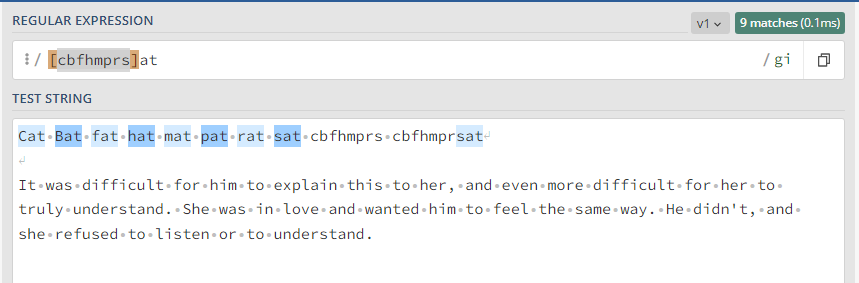 REGULAR EXPRESSION v1 9 matches (0.1ms)
/ [cbfhmprs]at / gi
TEST STRING
Cat Bat fat hat mat pat rat sat cbfhmprs cbfhmprsat
It was difficult for him to explain this to her, and even more difficult for her to
truly understand. She was in love and wanted him to feel the same way. He didn't, and
she refused to listen or to understand.